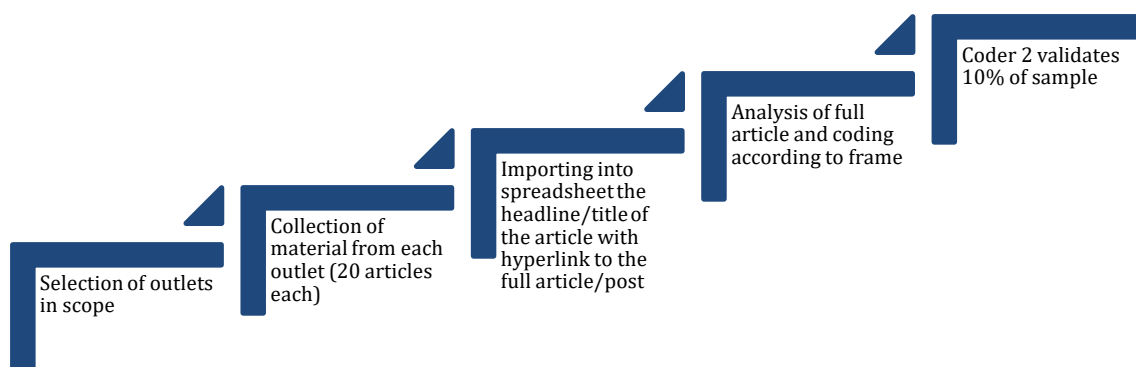 Selection of outlets
in scope
Collection of
material from each
outlet (20 articles
each)
Importing into
spreadsheet the
headline/title of
the article with
hyperlink to the
full article/post
Analysis of full
article and coding
according to frame
Coder 2 validates
10% of sample